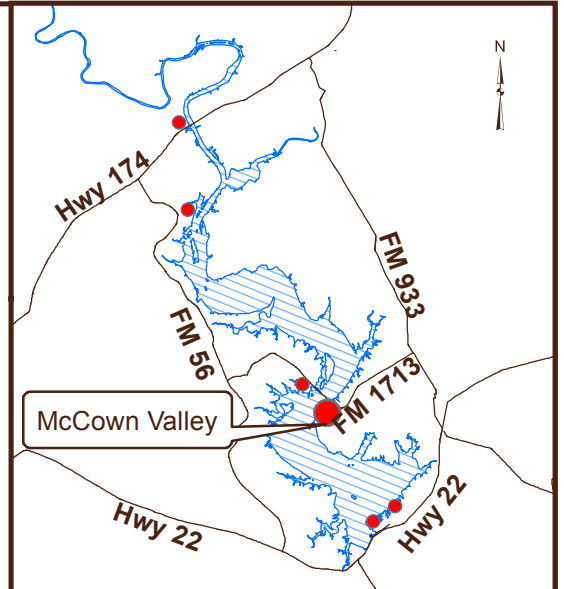 N
Hwy 174
FM 933
FM 56
FM 1713
McCown Valley
Hwy 22
Hwy 22